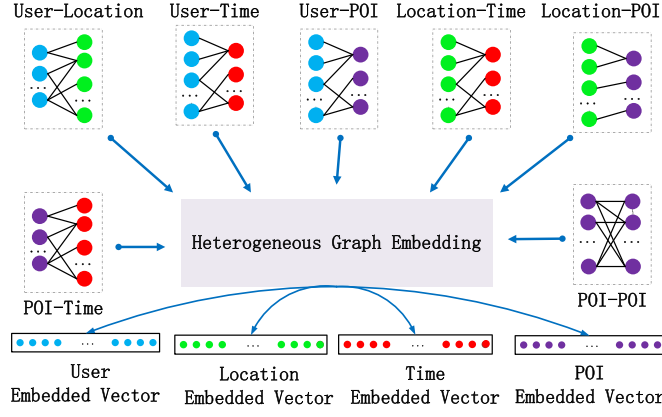 User-Location
User-Time
User-POI
Location-Time
Location-POI
...
...
...
...
...
Heterogeneous Graph Embedding
...
...
...
POI-Time
POI-POI
...
...
...
...
User
Embedded Vector
Location
Embedded Vector
Time
Embedded Vector
POI
Embedded Vector